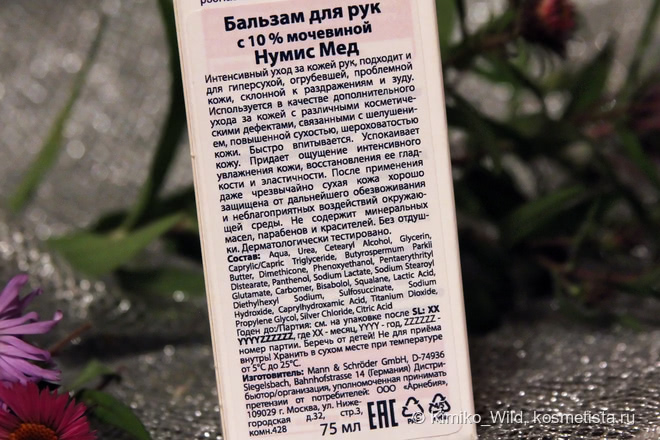 Бальзам для рук
с 10 % мочевиной
Нумис Мед
Интенсивный уход за кожей рук, подходит и
для гиперсухой, огрубевшей, проблемной
кожи, склонной к раздражениям и зуду.
Используется в качестве дополнительного
ухода за кожей с различными косметиче-
скими дефектами, связанными с шелушени-
ем, повышенной сухостью, шероховатостью
кожи. Быстро впитывается. Успокаивает
кожу. Придает ощущение интенсивного
увлажнения кожи, восстановления ее глад-
кости и эластичности. После применения
даже чрезвычайно сухая кожа хорошо
защищена от дальнейшего обезвоживания
и неблагоприятных воздействий окружаю-
щей среды. Не содержит минеральных
масел, парабенов и красителей. Без отдуш-
ки. Дерматологически тестировано.
Состав: Aqua, Urea, Cetearyl Alcohol, Glycerin,
Caprylic/Capric Triglyceride, Butyrospermum Parkii
Butter, Dimethicone, Phenoxyethanol, Pentaerythrityl
Distearate, Panthenol, Sodium Lactate, Sodium Stearoyl
Glutamate, Carbomer, Bisabolol, Squalane, Lactic Acid,
Diethylhexyl Sodium Sulfosuccinate, Sodium
Hydroxide, Caprylhydroxamic Acid, Titanium Dioxide,
Propylene Glycol, Silver Chloride, Citric Acid
Годен до:/Партия: см. на упаковке после SL: XX
YYYYZZZZZZ, где XX - месяц, YYYY - год, ZZZZZZ -
номер партии. Беречь от детей! Не для приёма
внутрь! Хранить в сухом месте при температуре
от 5°C до 25°C.
Изготовитель: Mann & Schröder GmbH, D-74936
Siegelsbach, Bahnhofstrasse 14 (Германия) Дистри-
бьютор/организация, уполномоченная принимать
претензии от потребителей: ООО «Арнебия»,
109029 г. Москва, ул. Ниже-
городская д.32, стр.3,
комн.428 75 мл EAC
© Kimiko_Wild, kosmetista.ru